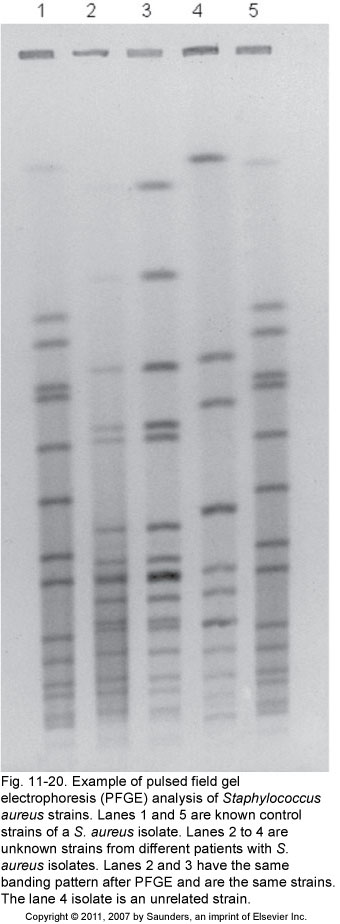 1 2 3 4 5
Fig. 11-20. Example of pulsed field gel
electrophoresis (PFGE) analysis of Staphylococcus
aureus strains. Lanes 1 and 5 are known control
strains of a S. aureus isolate. Lanes 2 to 4 are
unknown strains from different patients with S.
aureus isolates. Lanes 2 and 3 have the same
banding pattern after PFGE and are the same strains.
The lane 4 isolate is an unrelated strain.
Copyright © 2011, 2007 by Saunders, an imprint of Elsevier Inc.